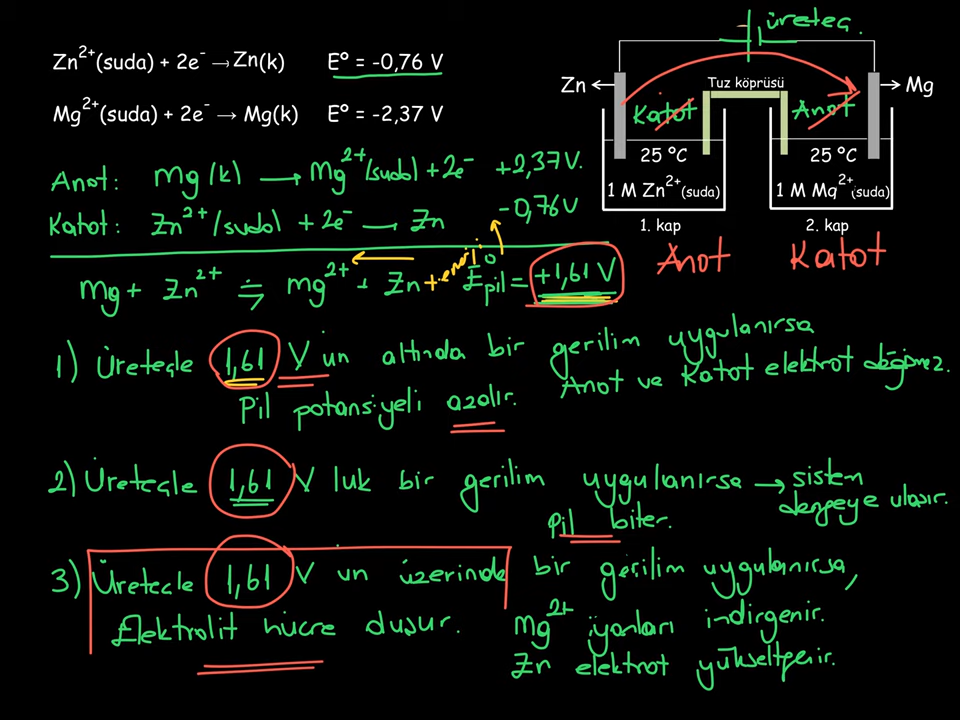 Zn²⁺(suda) + 2e⁻ → Zn(k) E° = -0,76 V
Mg²⁺(suda) + 2e⁻ → Mg(k) E° = -2,37 V
üreteç
Zn
Tuz köprüsü
Mg
Katot
Anot
25 °C
25 °C
1 M Zn²⁺(suda)
1 M Mg²⁺(suda)
1. kap
2. kap
Anot
Katot
Anot: Mg(k) → Mg²⁺(suda) + 2e⁻ +2,37V.
Katot: Zn²⁺(suda) + 2e⁻ → Zn -0,76V
Mg + Zn²⁺ ⇋ mg²⁺ + Zn + enerji E°pil = +1,61 V
1) Üreteçle 1,61 V un altında bir gerilim uygulanırsa
Anot ve Katot elektrot değişmez.
Pil potansiyeli azalır.
2) Üreteçle 1,61 V luk bir gerilim uygulanırsa → sistem
dengeye ulaşır.
Pil biter.
3) Üreteçle 1,61 V un üzerinde bir gerilim uygulanırsa,
Elektrolit hücre oluşur. Mg²⁺ iyonları indirgenir.
Zn elektrot yükseltgenir.